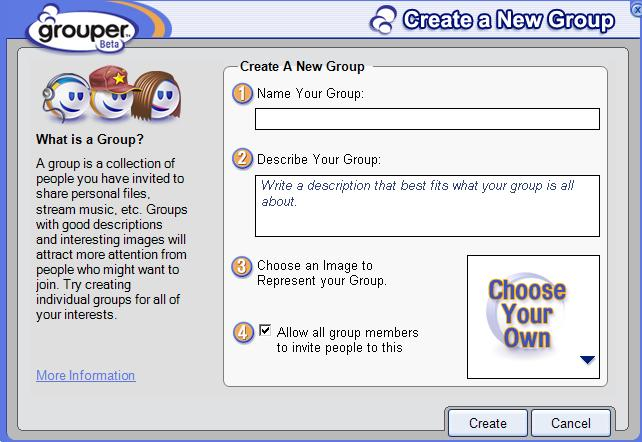 grouper
Beta
Create a New Group
What is a Group?
A group is a collection of
people you have invited to
share personal files,
stream music, etc. Groups
with good descriptions
and interesting images will
attract more attention from
people who might want to
join. Try creating
individual groups for all of
your interests.
More Information
Create A New Group
1 Name Your Group:
2 Describe Your Group:
Write a description that best fits what your group is all
about.
3 Choose an Image to
Represent your Group.
Choose
Your
Own
4 Allow all group members
to invite people to this
Create
Cancel